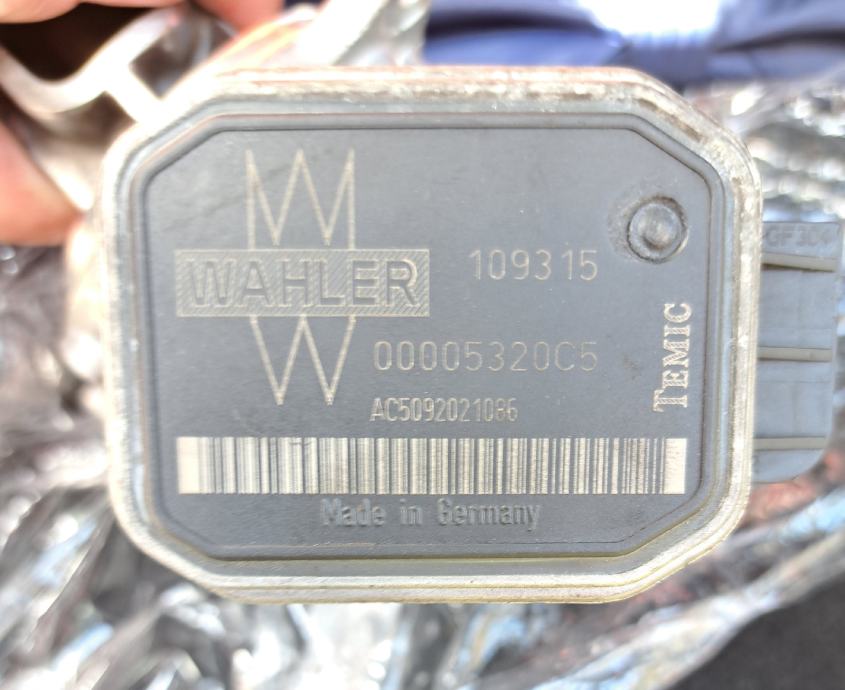 WAHLER
109315
00005320C5
AC5092021086
TEMIC
Made in Germany